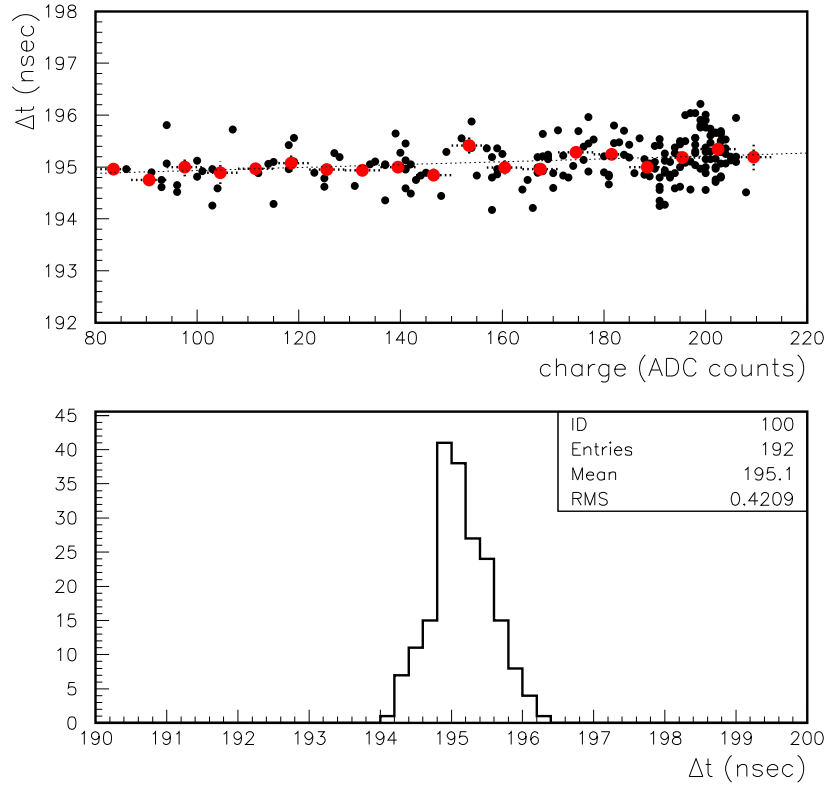 Δt (nsec)
198
197
196
195
194
193
192
80 100 120 140 160 180 200 220
charge (ADC counts)
45
40
35
30
25
20
15
10
5
0
ID 100
Entries 192
Mean 195.1
RMS 0.4209
190 191 192 193 194 195 196 197 198 199 200
Δt (nsec)